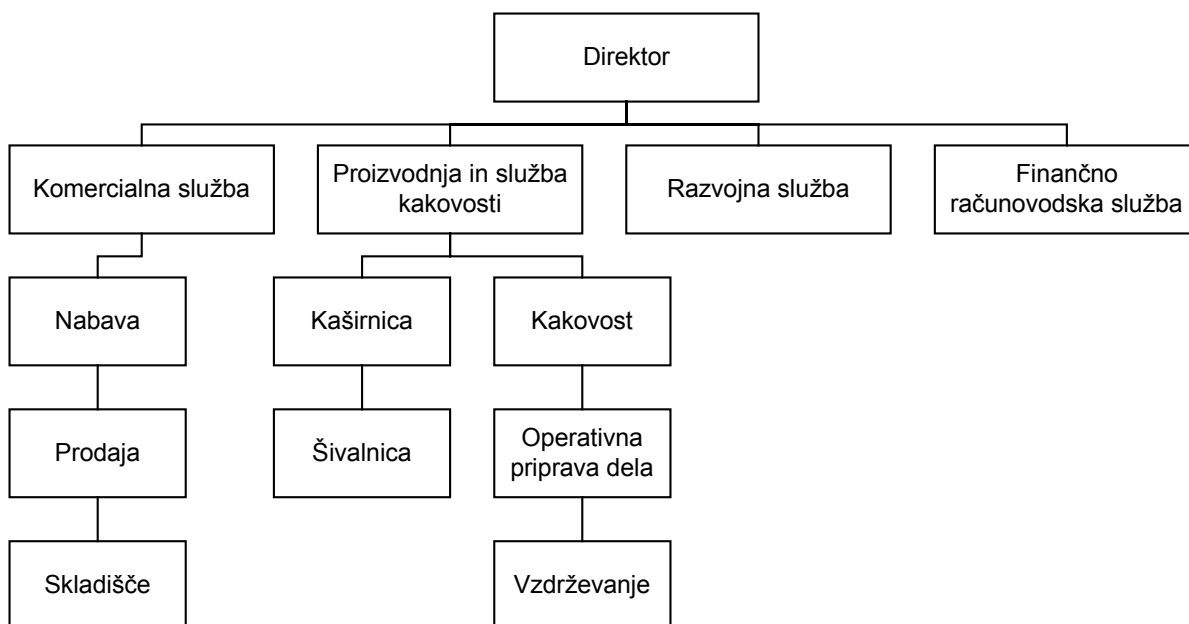 Direktor
Komercialna služba
Proizvodnja in služba
kakovosti
Razvojna služba
Finančno
računovodska služba
Nabava
Kaširnica
Kakovost
Prodaja
Šivalnica
Operativna
priprava dela
Skladišče
Vzdrževanje